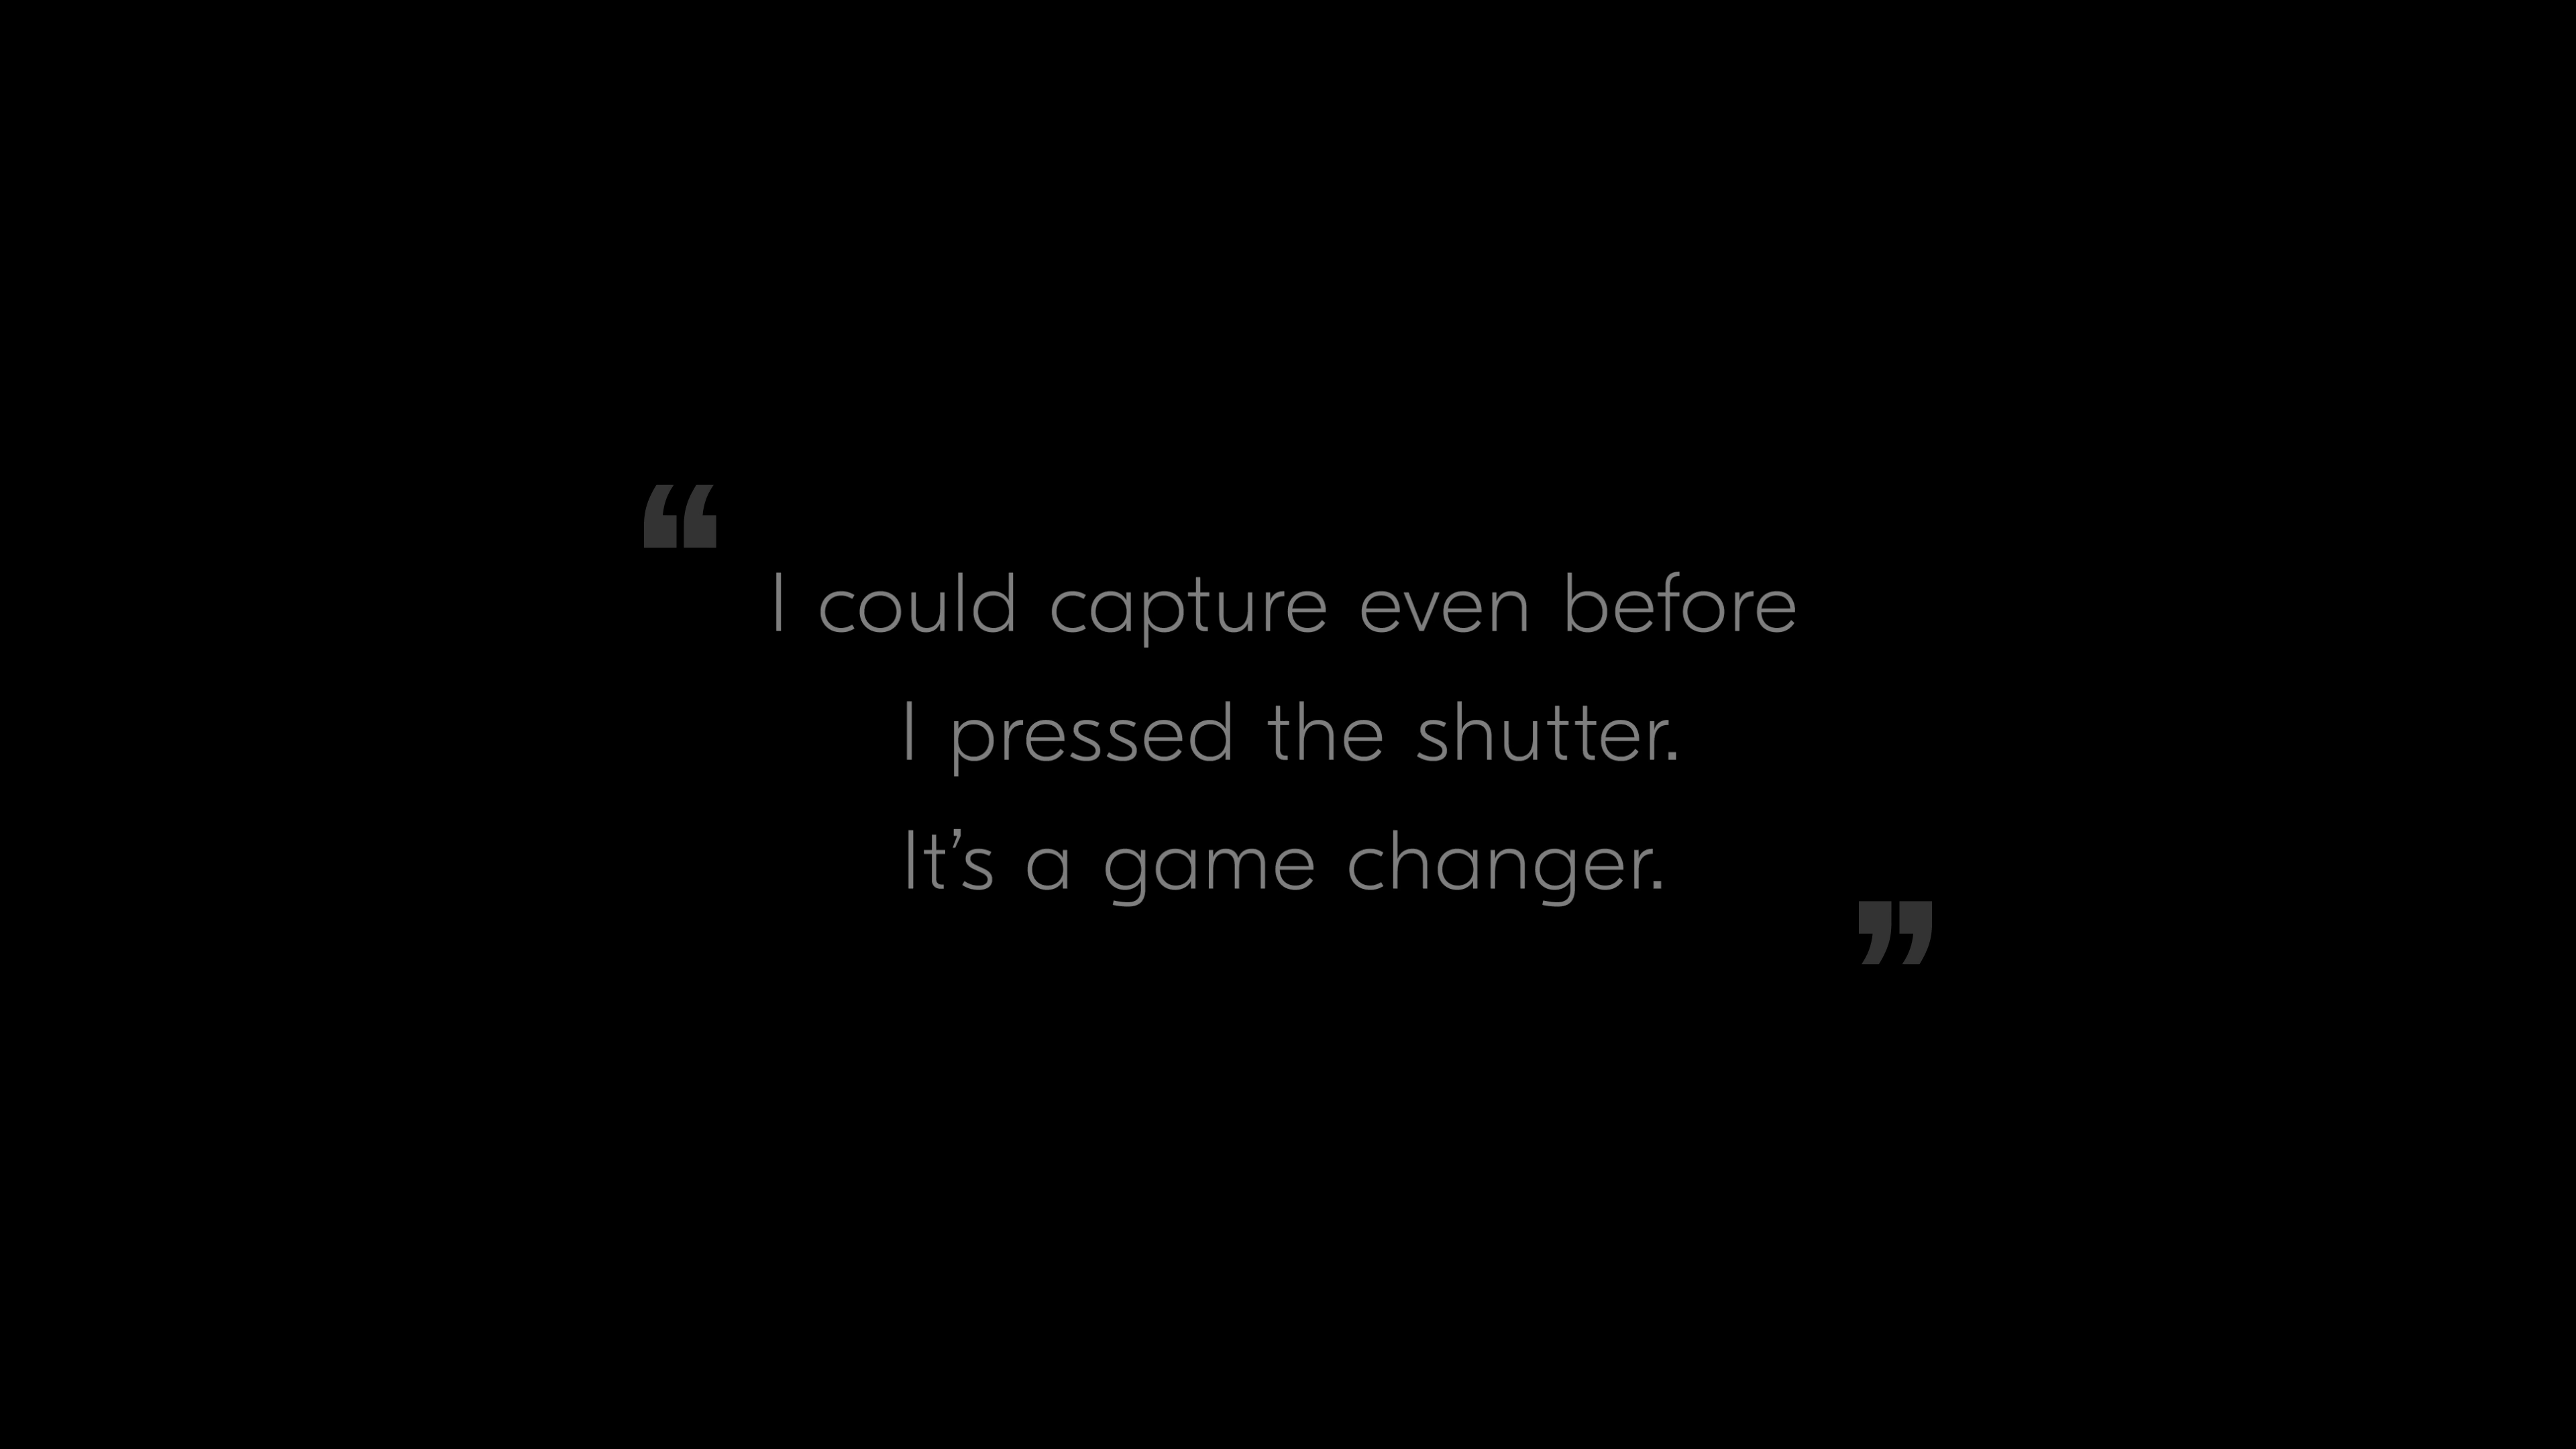 “
I could capture even before
I pressed the shutter.
It’s a game changer.
”